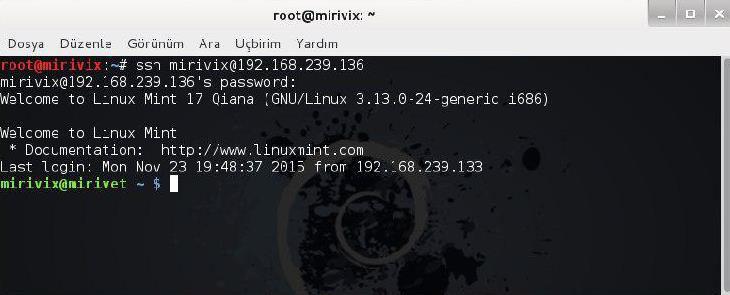 root@mirivix: ~
Dosya Düzenle Görünüm Ara Uçbirim Yardım
root@mirivix:~# ssh mirivix@192.168.239.136
mirivix@192.168.239.136's password:
Welcome to Linux Mint 17 Qiana (GNU/Linux 3.13.0-24-generic i686)
Welcome to Linux Mint
* Documentation: http://www.linuxmint.com
Last login: Mon Nov 23 19:48:37 2015 from 192.168.239.133
mirivix@mirivet ~ $